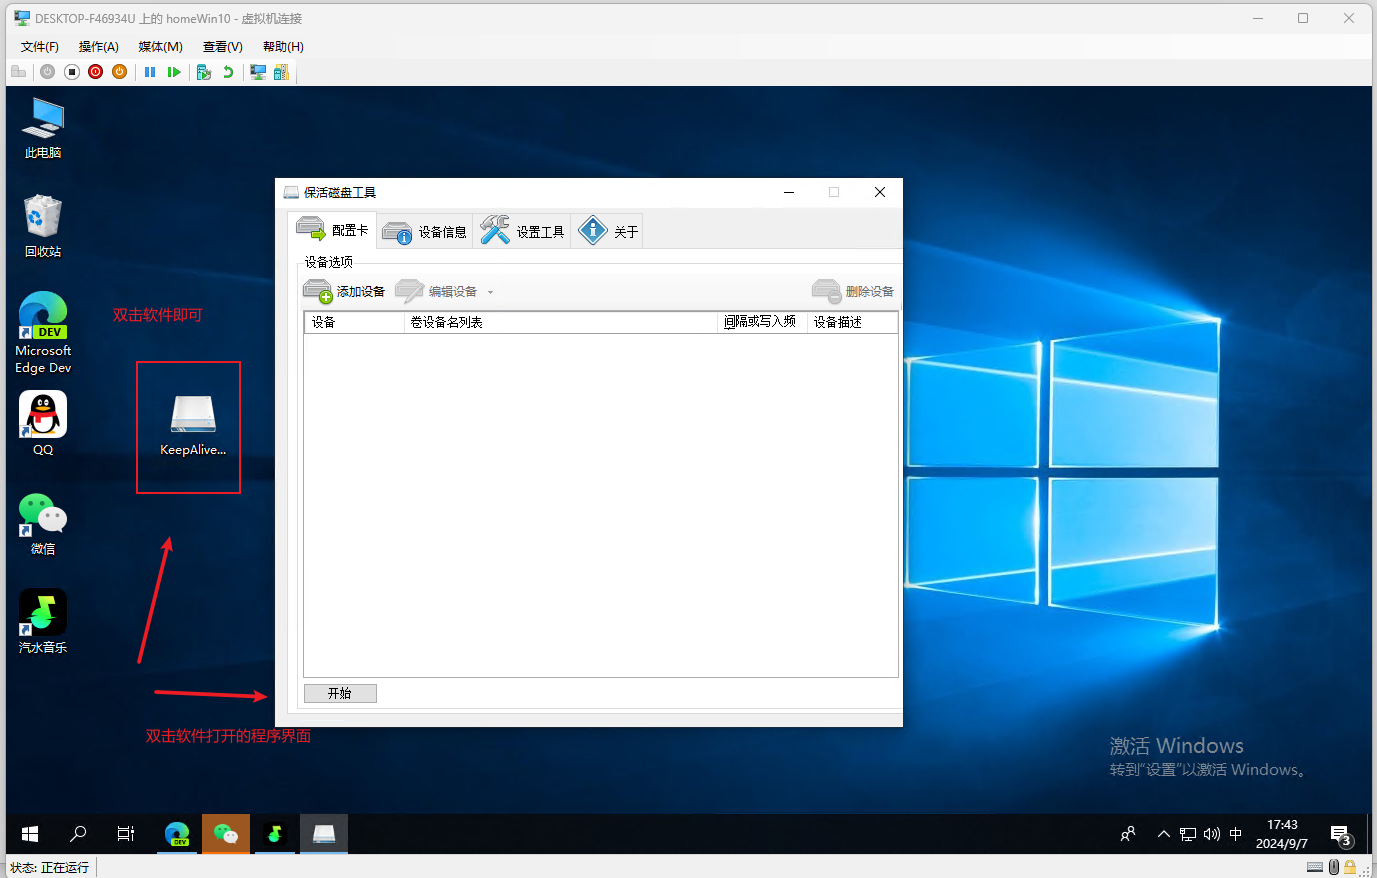 DESKTOP-F46934U 上的 homeWin10 - 虚拟机连接
文件(F) 操作(A) 媒体(M) 查看(V) 帮助(H)
此电脑
回收站
DEV
Microsoft
Edge Dev
QQ
微信
汽水音乐
双击软件即可
KeepAlive...
双击软件打开的程序界面
保活磁盘工具
配置卡 设备信息 设置工具 关于
设备选项
添加设备 编辑设备 删除设备
设备 卷设备名列表 间隔或写入频 设备描述
开始
激活 Windows
转到“设置”以激活 Windows。
DEV
中
17:43
2024/9/7
3
状态: 正在运行